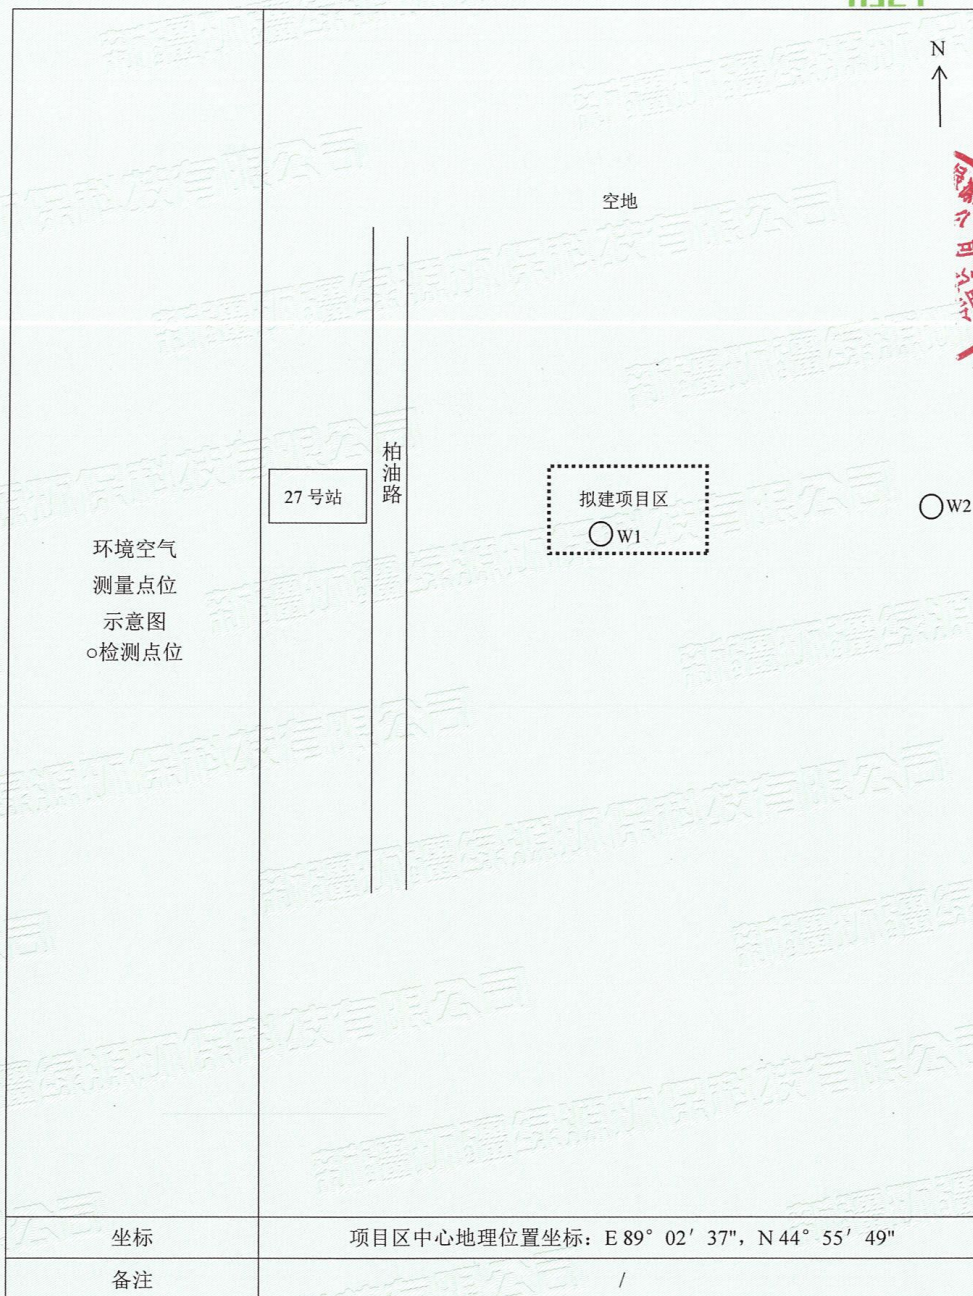 N
空地
柏油路
27 号站
拟建项目区
W1
W2
环境空气
测量点位
示意图
○检测点位
坐标
项目区中心地理位置坐标：E 89° 02′ 37"，N 44° 55′ 49"
备注
/